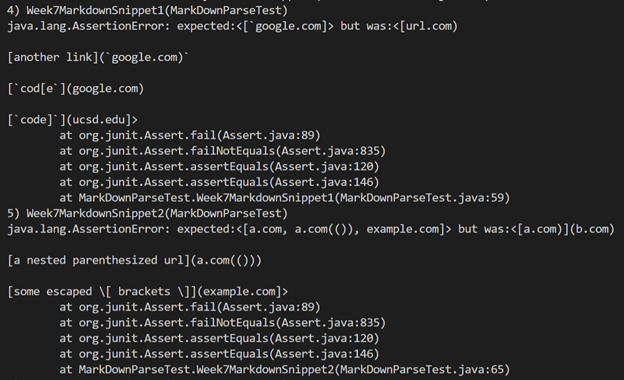 4) Week7MarkdownSnippet1(MarkDownParseTest)
java.lang.AssertionError: expected:<[`google.com]> but was:<[url.com)
[another link](`google.com)`
[`cod[e`](google.com)
[`code]`](ucsd.edu]>
at org.junit.Assert.fail(Assert.java:89)
at org.junit.Assert.failNotEquals(Assert.java:835)
at org.junit.Assert.assertEquals(Assert.java:120)
at org.junit.Assert.assertEquals(Assert.java:146)
at MarkDownParseTest.Week7MarkdownSnippet1(MarkDownParseTest.java:59)
5) Week7MarkdownSnippet2(MarkDownParseTest)
java.lang.AssertionError: expected:<[a.com, a.com(()), example.com]> but was:<[a.com)](b.com)
[a nested parenthesized url](a.com(()))
[some escaped \[ brackets \]](example.com]>
at org.junit.Assert.fail(Assert.java:89)
at org.junit.Assert.failNotEquals(Assert.java:835)
at org.junit.Assert.assertEquals(Assert.java:120)
at org.junit.Assert.assertEquals(Assert.java:146)
at MarkDownParseTest.Week7MarkdownSnippet2(MarkDownParseTest.java:65)